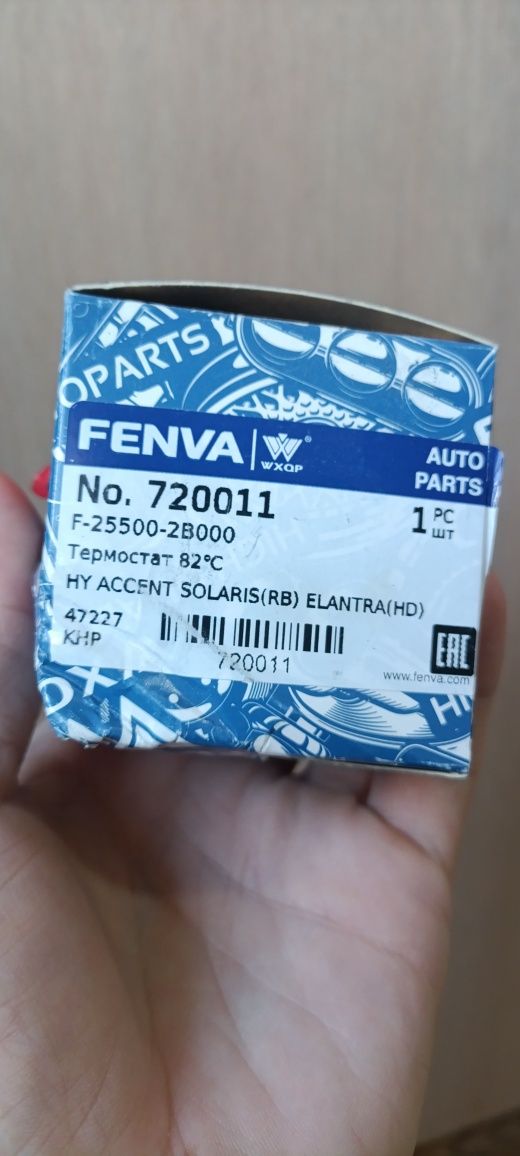 OPARTS
FENVA
WXQP
AUTO
PARTS
No. 720011
1 PC
шт
F-25500-2B000
Термостат 82°C
HY ACCENT SOLARIS(RB) ELANTRA(HD)
47227
КНР
720011
EAC
www.fenva.com